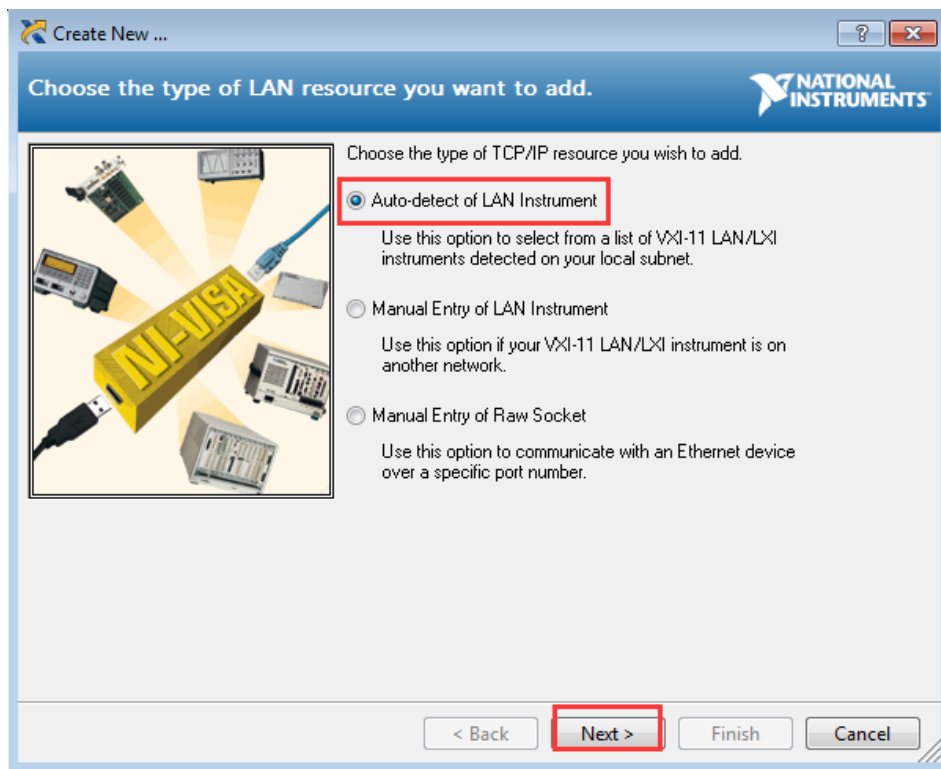 Create New ...
Choose the type of LAN resource you want to add.
NATIONAL
INSTRUMENTS
Choose the type of TCP/IP resource you wish to add.
Auto-detect of LAN Instrument
Use this option to select from a list of VXI-11 LAN/LXI
instruments detected on your local subnet.
Manual Entry of LAN Instrument
Use this option if your VXI-11 LAN/LXI instrument is on
another network.
Manual Entry of Raw Socket
Use this option to communicate with an Ethernet device
over a specific port number.
NI-VISA
< Back
Next >
Finish
Cancel